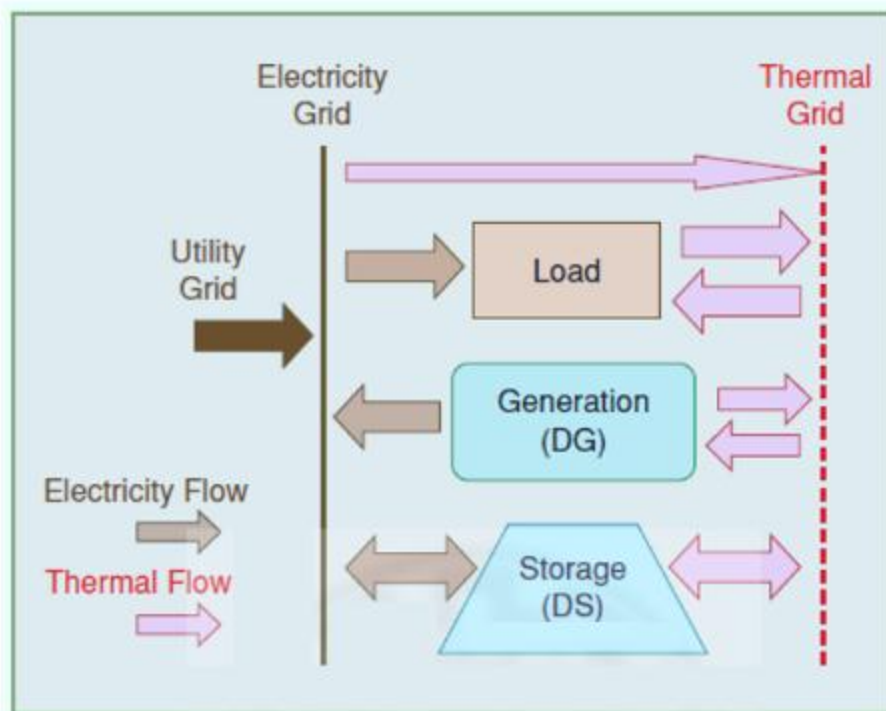 Electricity
Grid
Thermal
Grid
Utility
Grid
Load
Generation
(DG)
Electricity Flow
Thermal Flow
Storage
(DS)